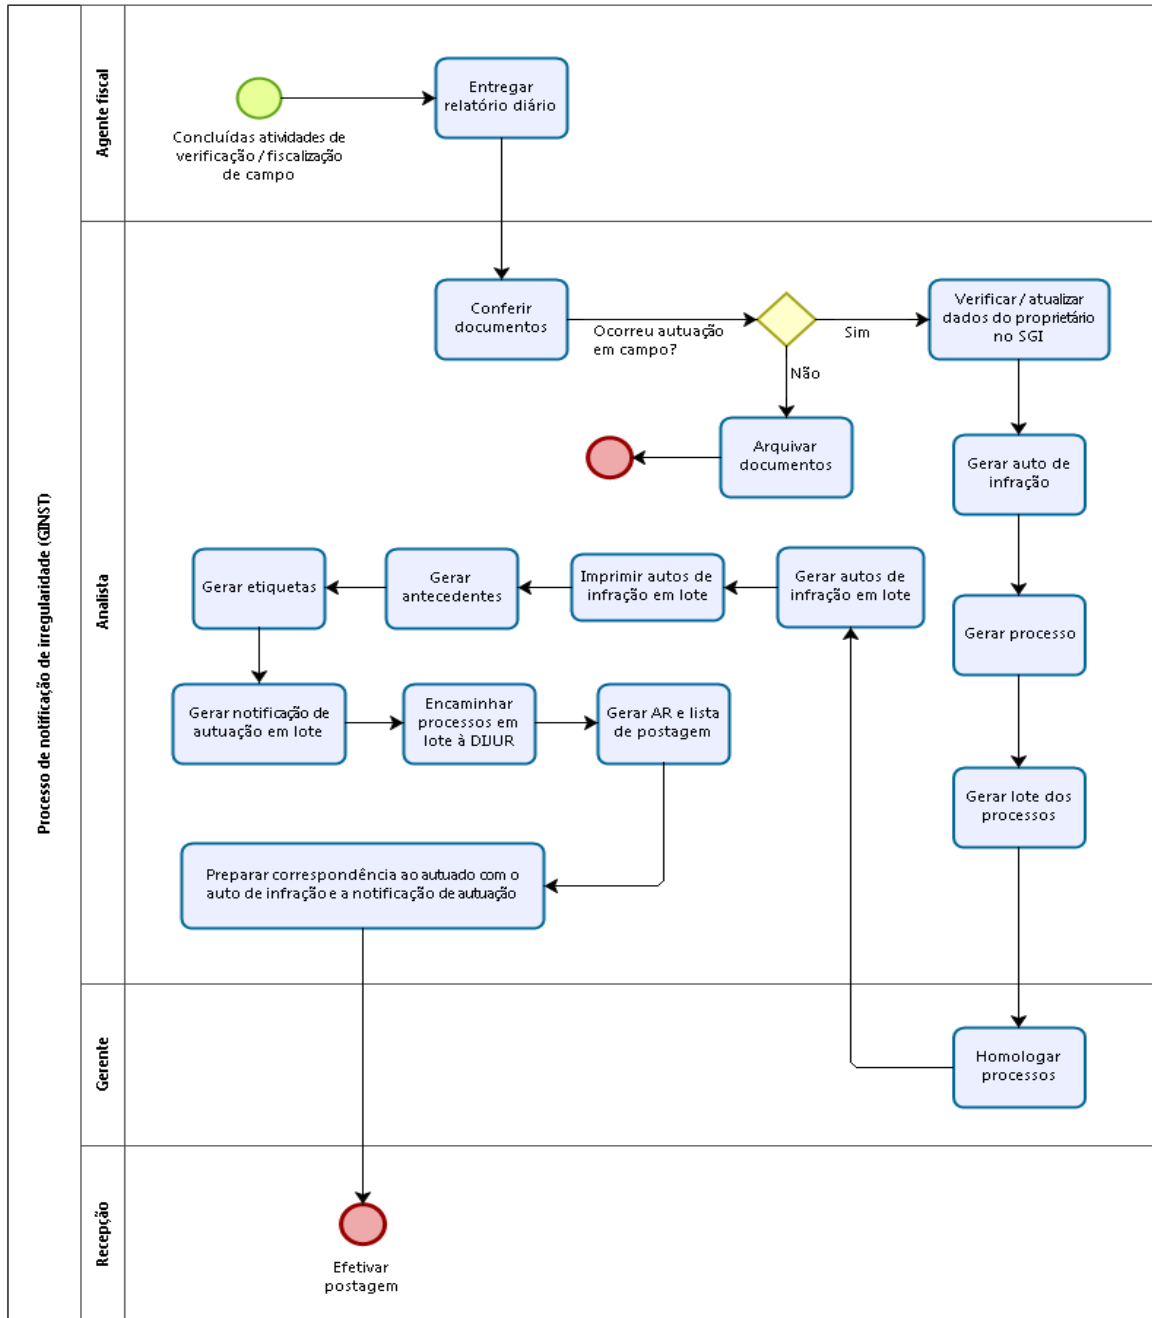 Processo de notificação de irregularidade (GINST)
Agente fiscal
Concluídas atividades de
verificação / fiscalização
de campo
Entregar
relatório diário
Analista
Conferir
documentos
Ocorreu autuação
em campo?
Sim
Não
Verificar / atualizar
dados do proprietário
no SGI
Arquivar
documentos
Gerar auto de
infração
Gerar processo
Gerar lote dos
processos
Gerar autos de
infração em lote
Imprimir autos de
infração em lote
Gerar
antecedentes
Gerar etiquetas
Gerar notificação de
autuação em lote
Encaminhar
processos em
lote à DIJUR
Gerar AR e lista
de postagem
Preparar correspondência ao autuado com o
auto de infração e a notificação de autuação
Gerente
Homologar
processos
Recepção
Efetivar
postagem